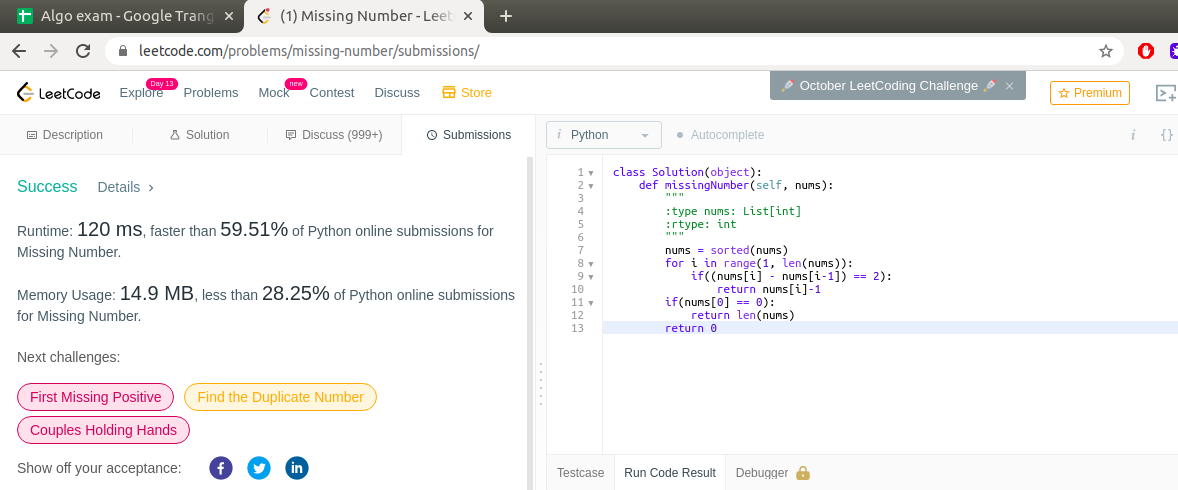 Algo exam - Google Trang
(1) Missing Number - Leet
leetcode.com/problems/missing-number/submissions/
LeetCode
Explore
Day 13
Problems
Mock
new
Contest
Discuss
Store
October LeetCoding Challenge
Premium
Description
Solution
Discuss (999+)
Submissions
Success
Details
Runtime: 120 ms, faster than 59.51% of Python online submissions for
Missing Number.
Memory Usage: 14.9 MB, less than 28.25% of Python online submissions
for Missing Number.
Next challenges:
First Missing Positive
Find the Duplicate Number
Couples Holding Hands
Show off your acceptance:
i Python
Autocomplete
i {}
1 class Solution(object):
2     def missingNumber(self, nums):
3         """
4         :type nums: List[int]
5         :rtype: int
6         """
7         nums = sorted(nums)
8         for i in range(1, len(nums)):
9             if((nums[i] - nums[i-1]) == 2):
10                 return nums[i]-1
11         if(nums[0] == 0):
12             return len(nums)
13         return 0
Testcase
Run Code Result
Debugger